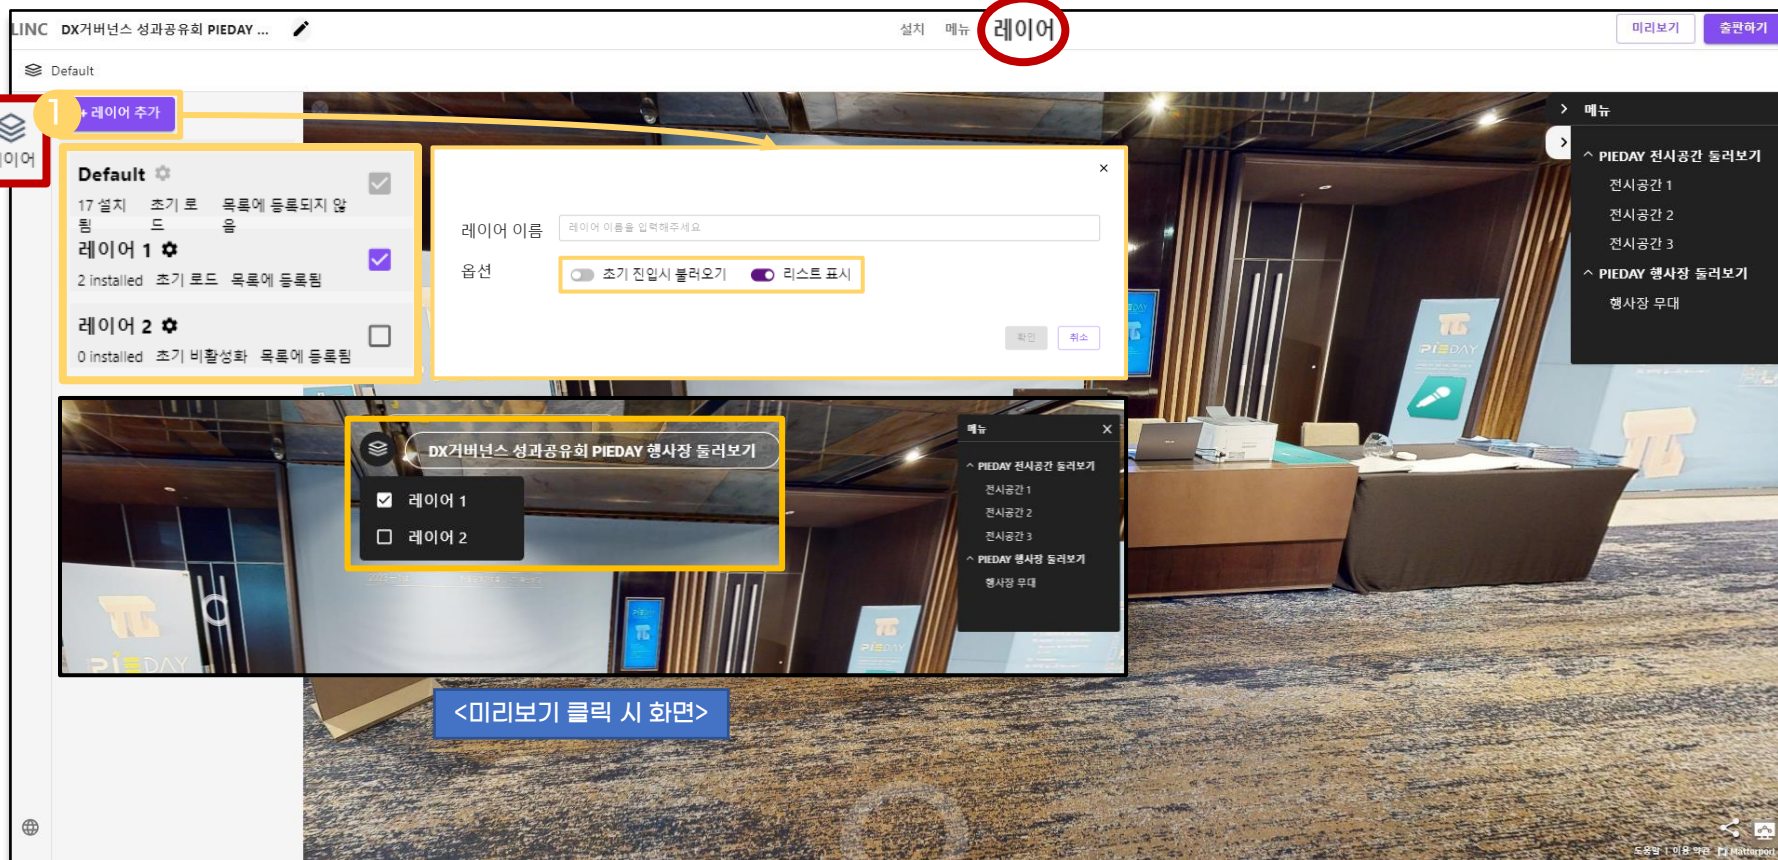 LINC DX거버넌스 성과공유회 PIEDAY ...
설치 메뉴 레이어
미리보기 출판하기
Default
1
+ 레이어 추가
이어
Default
17 설치됨 초기 로드 목록에 등록되지 않음
레이어 1
2 installed 초기 로드 목록에 등록됨
레이어 2
0 installed 초기 비활성화 목록에 등록됨
레이어 이름 레이어 이름을 입력해주세요
옵션 초기 진입시 불러오기 리스트 표시
확인 취소
메뉴
PIEDAY 전시공간 둘러보기
전시공간 1
전시공간 2
전시공간 3
PIEDAY 행사장 둘러보기
행사장 무대
PIEDAY
DX거버넌스 성과공유회 PIEDAY 행사장 둘러보기
레이어 1
레이어 2
메뉴 X
PIEDAY 전시공간 둘러보기
전시공간 1
전시공간 2
전시공간 3
PIEDAY 행사장 둘러보기
행사장 무대
PIEDAY
PIEDAY
<미리보기 클릭 시 화면>
도움말 | 이용 약관 Matterport